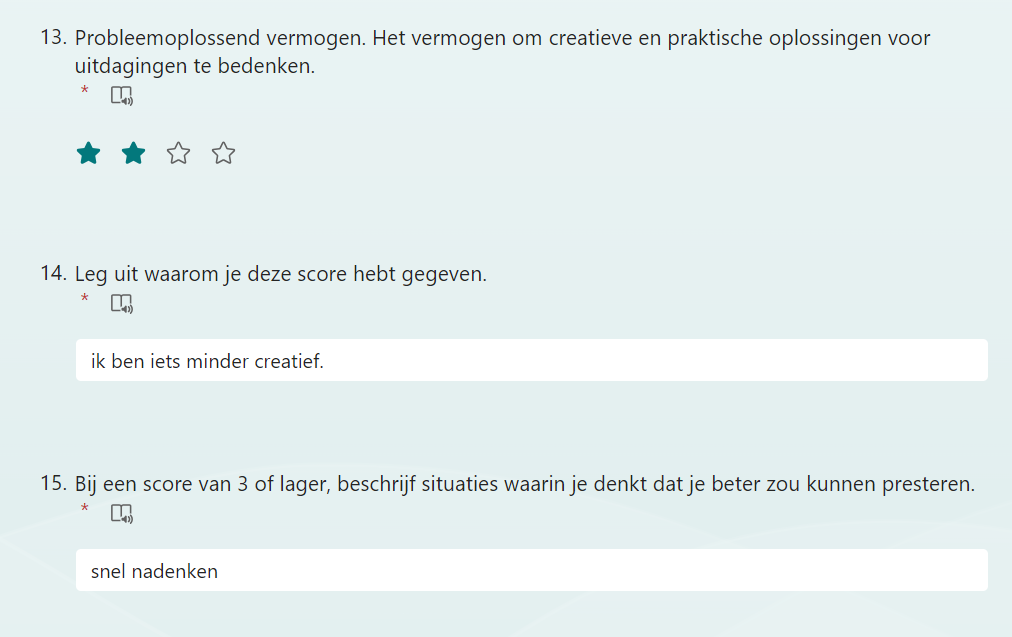 13. Probleemoplossend vermogen. Het vermogen om creatieve en praktische oplossingen voor
uitdagingen te bedenken.
*
14. Leg uit waarom je deze score hebt gegeven.
*
ik ben iets minder creatief.
15. Bij een score van 3 of lager, beschrijf situaties waarin je denkt dat je beter zou kunnen presteren.
*
snel nadenken